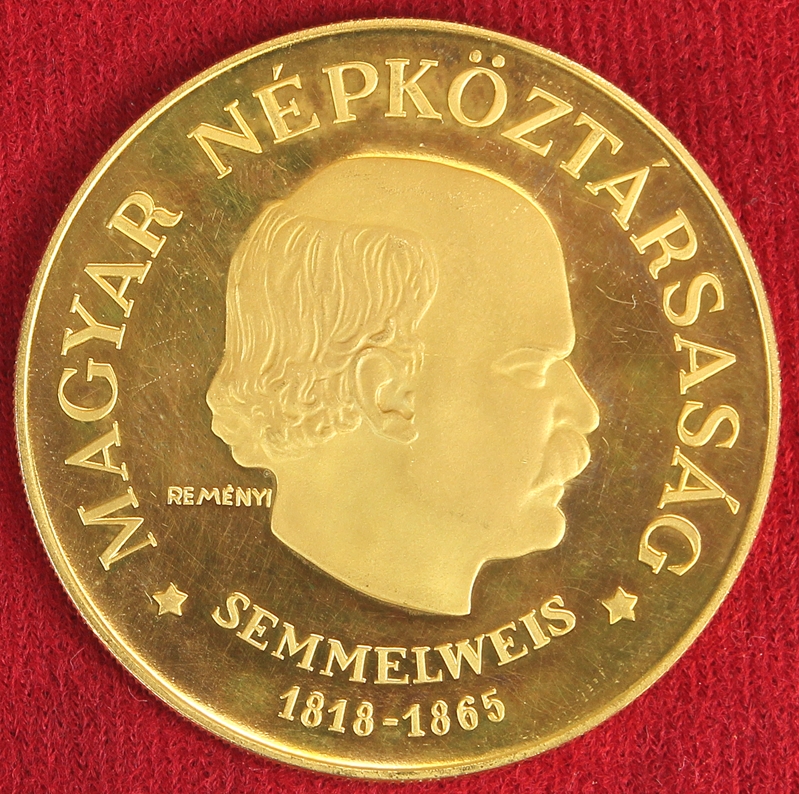 MAGYAR NÉPKÖZTÁRSASÁG
REMÉNYI
SEMMELWEIS
1818-1865